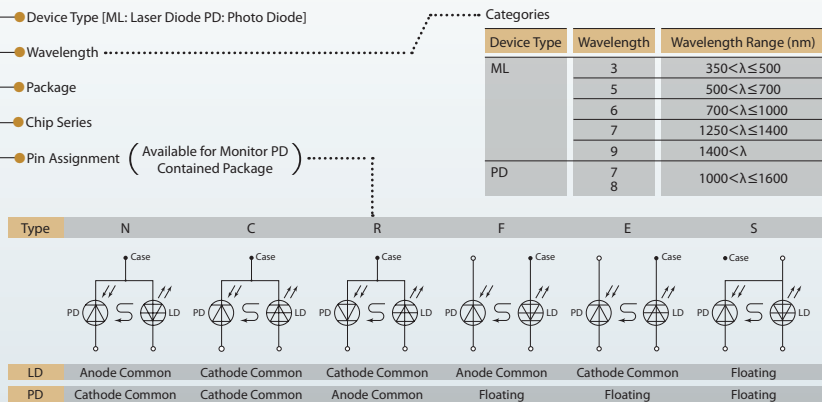 Device Type [ML: Laser Diode PD: Photo Diode]
Wavelength
Package
Chip Series
Pin Assignment (Available for Monitor PD
Contained Package)
Categories
Device Type Wavelength Wavelength Range (nm)
ML 3 350<λ≤500
5 500<λ≤700
6 700<λ≤1000
7 1250<λ≤1400
9 1400<λ
PD 7
8 1000<λ≤1600
Type N C R F E S
Case Case Case Case Case Case
PD LD PD LD PD LD PD LD PD LD PD LD
LD Anode Common Cathode Common Cathode Common Anode Common Cathode Common Floating
PD Cathode Common Cathode Common Anode Common Floating Floating Floating